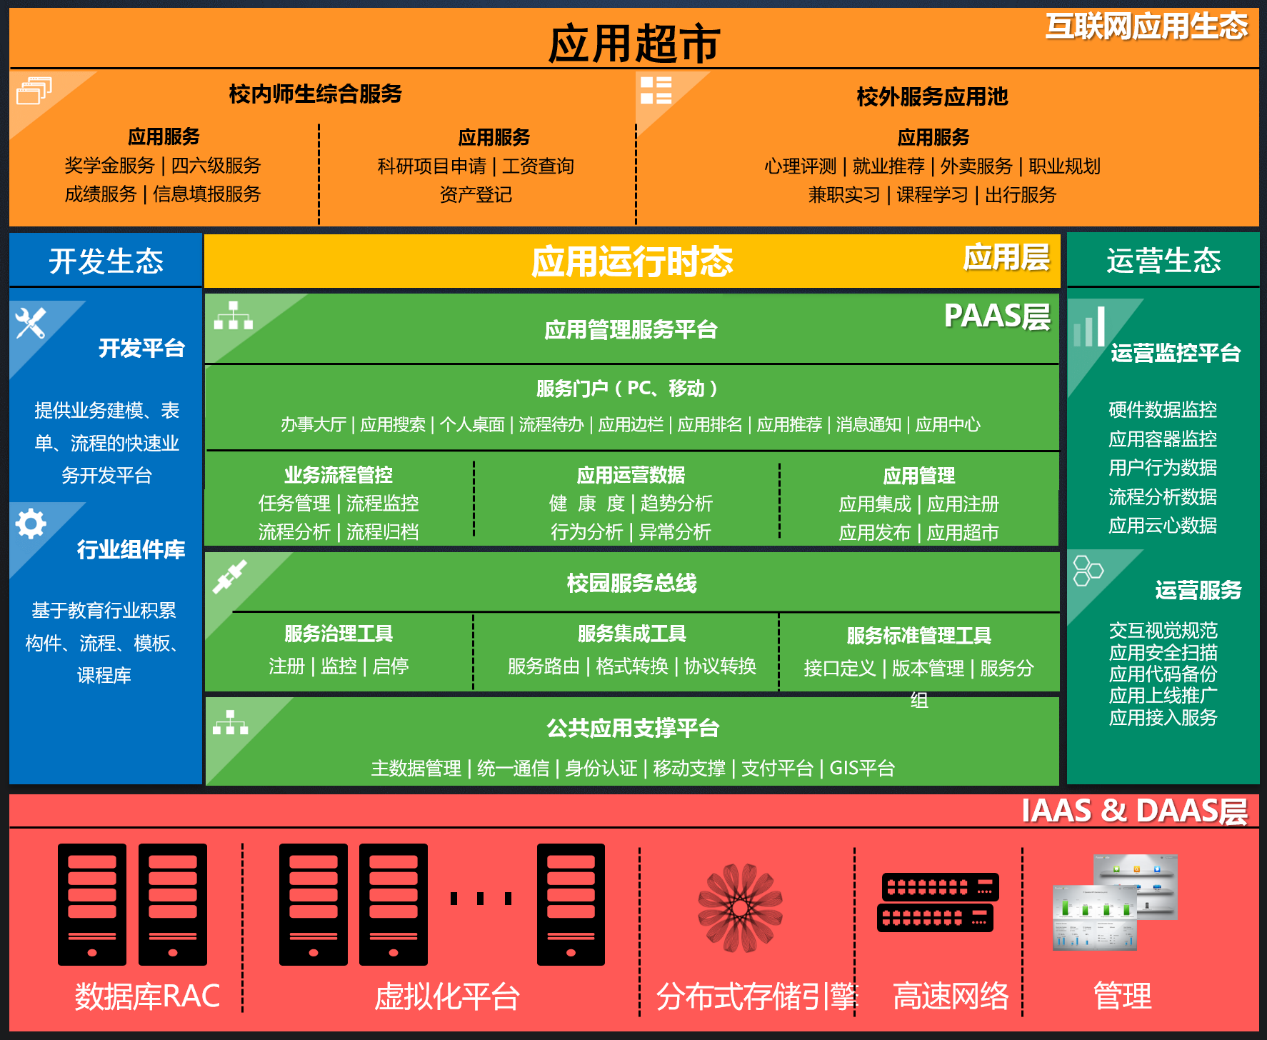 互联网应用生态
应用超市
校内师生综合服务
应用服务
奖学金服务 | 四六级服务
成绩服务 | 信息填报服务
应用服务
科研项目申请 | 工资查询
资产登记
校外服务应用池
应用服务
心理评测 | 就业推荐 | 外卖服务 | 职业规划
兼职实习 | 课程学习 | 出行服务
开发生态
开发平台
提供业务建模、表
单、流程的快速业
务开发平台
行业组件库
基于教育行业积累
构件、流程、模板、
课程库
应用运行时态
应用层
PAAS层
应用管理服务平台
服务门户（PC、移动）
办事大厅 | 应用搜索 | 个人桌面 | 流程待办 | 应用边栏 | 应用排名 | 应用推荐 | 消息通知 | 应用中心
业务流程管控
任务管理 | 流程监控
流程分析 | 流程归档
应用运营数据
健 康 度 | 趋势分析
行为分析 | 异常分析
应用管理
应用集成 | 应用注册
应用发布 | 应用超市
校园服务总线
服务治理工具
注册 | 监控 | 启停
服务集成工具
服务路由 | 格式转换 | 协议转换
服务标准管理工具
接口定义 | 版本管理 | 服务分
组
公共应用支撑平台
主数据管理 | 统一通信 | 身份认证 | 移动支撑 | 支付平台 | GIS平台
运营生态
运营监控平台
硬件数据监控
应用容器监控
用户行为数据
流程分析数据
应用云心数据
运营服务
交互视觉规范
应用安全扫描
应用代码备份
应用上线推广
应用接入服务
IAAS & DAAS层
数据库RAC
虚拟化平台
分布式存储引擎
高速网络
管理